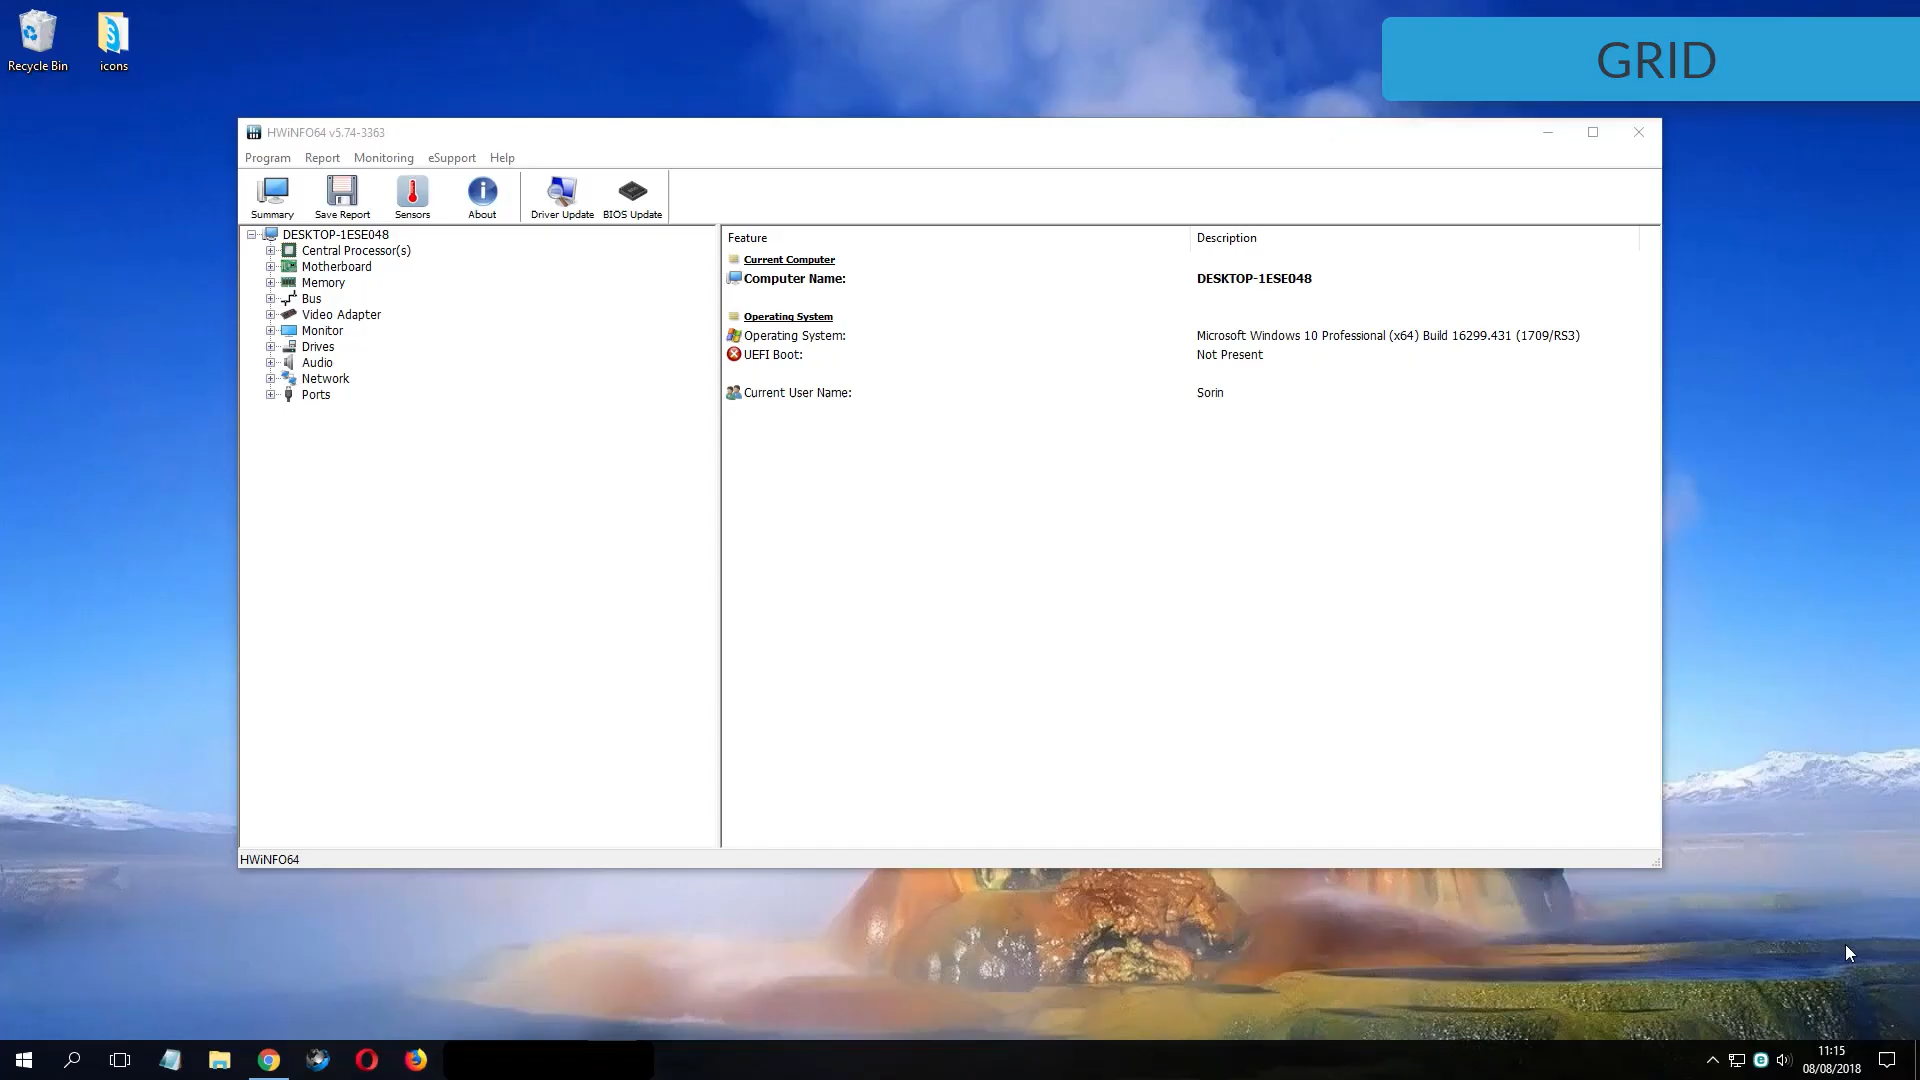 Recycle Bin
icons
GRID
HWiNFO64 v5.74-3363
Program Report Monitoring eSupport Help
Summary Save Report Sensors About Driver Update BIOS Update
DESKTOP-1ESE048
Central Processor(s)
Motherboard
Memory
Bus
Video Adapter
Monitor
Drives
Audio
Network
Ports
Feature Description
Current Computer
Computer Name: DESKTOP-1ESE048
Operating System
Operating System: Microsoft Windows 10 Professional (x64) Build 16299.431 (1709/RS3)
UEFI Boot: Not Present
Current User Name: Sorin
HWiNFO64
11:15
08/08/2018